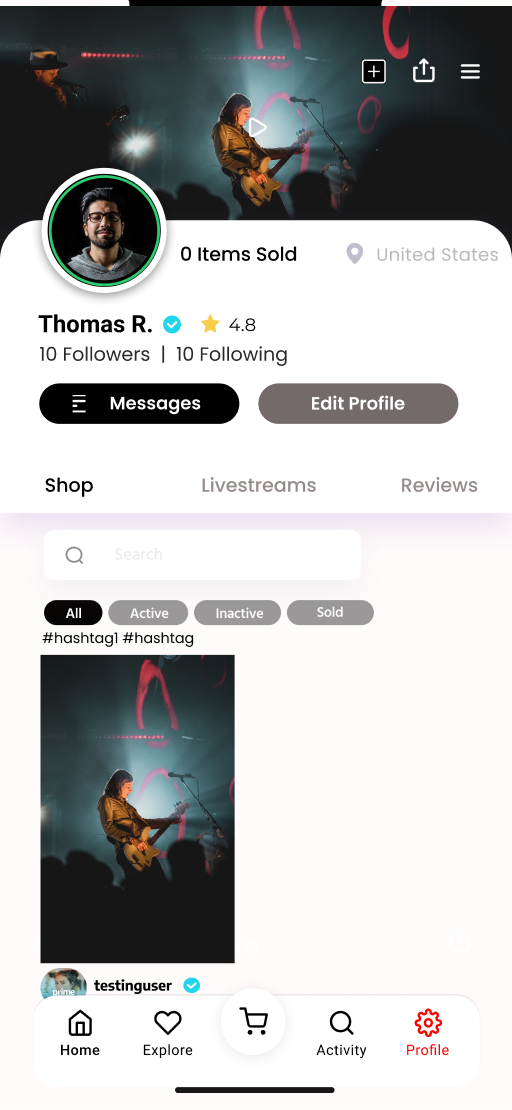 0 Items Sold United States
Thomas R. 4.8
10 Followers | 10 Following
Messages Edit Profile
Shop Livestreams Reviews
Search
All Active Inactive Sold
#hashtag1 #hashtag
prime testinguser
Home Explore Activity Profile